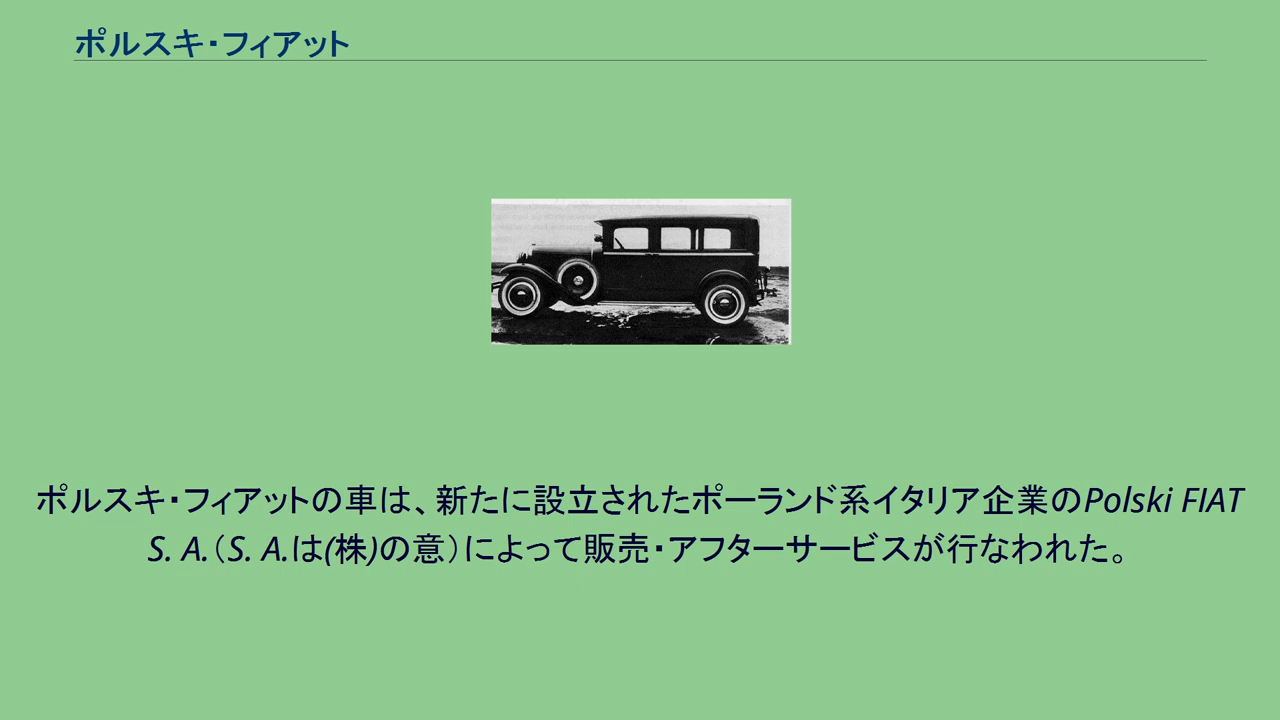 ポルスキ・フィアット
ポルスキ・フィアットの車は、新たに設立されたポーランド系イタリア企業のPolski FIAT
S. A.（S. A.は(株)の意）によって販売・アフターサービスが行なわれた。